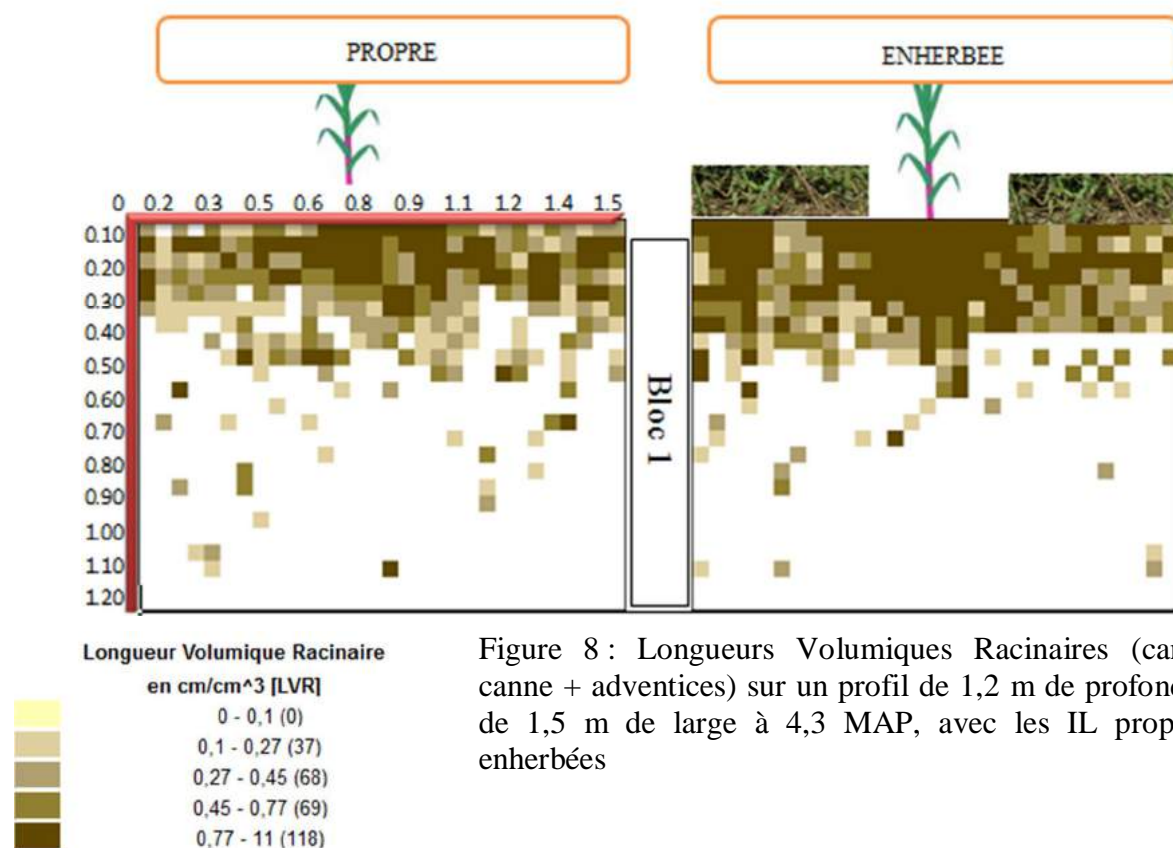 PROPRE
ENHERBEE
0 0.2 0.3 0.5 0.6 0.8 0.9 1.1 1.2 1.4 1.5
0.10
0.20
0.30
0.40
0.50
0.60
0.70
0.80
0.90
1.00
1.10
1.20
Bloc 1
Longueur Volumique Racinaire
en cm/cm^3 [LVR]
0 - 0,1 (0)
0,1 - 0,27 (37)
0,27 - 0,45 (68)
0,45 - 0,77 (69)
0,77 - 11 (118)
Figure 8 : Longueurs Volumiques Racinaires (can
canne + adventices) sur un profil de 1,2 m de profond
de 1,5 m de large à 4,3 MAP, avec les IL prop
enherbées